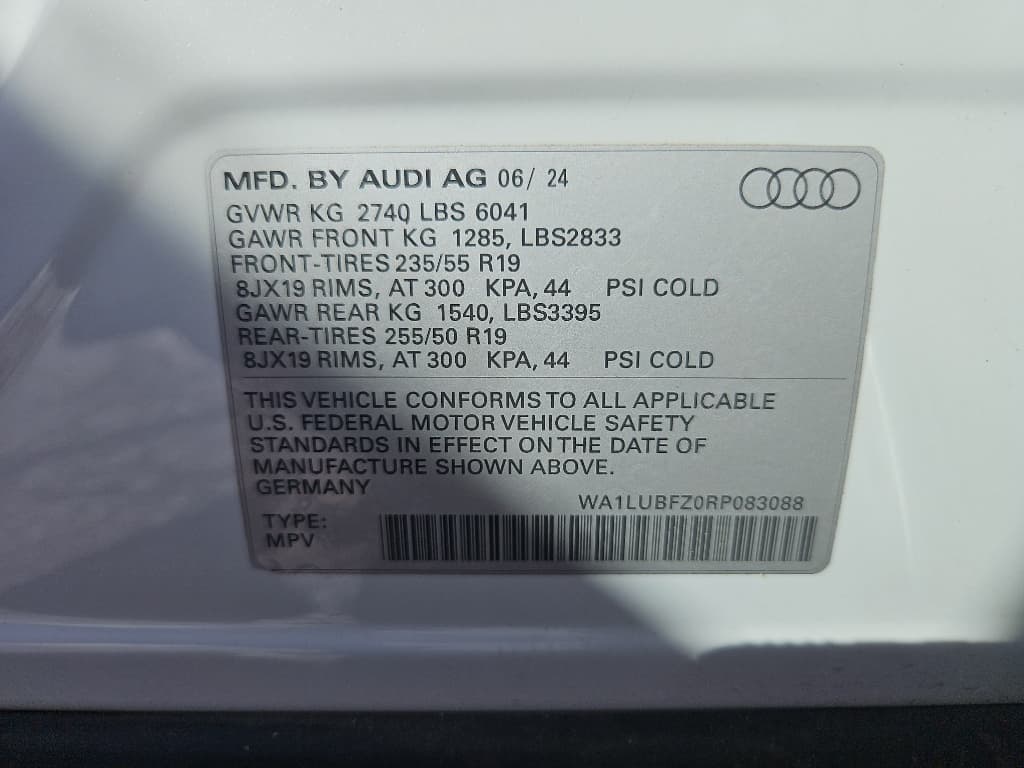 MFD. BY AUDI AG 06/ 24
GVWR KG 2740 LBS 6041
GAWR FRONT KG 1285, LBS2833
FRONT-TIRES 235/55 R19
8JX19 RIMS, AT 300 KPA, 44 PSI COLD
GAWR REAR KG 1540, LBS3395
REAR-TIRES 255/50 R19
8JX19 RIMS, AT 300 KPA, 44 PSI COLD
THIS VEHICLE CONFORMS TO ALL APPLICABLE
U.S. FEDERAL MOTOR VEHICLE SAFETY
STANDARDS IN EFFECT ON THE DATE OF
MANUFACTURE SHOWN ABOVE.
GERMANY
WA1LUBFZ0RP083088
TYPE:
MPV